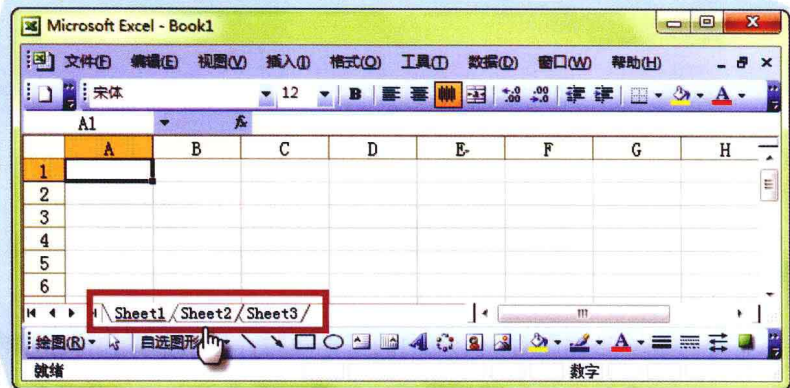 Microsoft Excel - Book1
文件(F) 编辑(E) 视图(V) 插入(I) 格式(O) 工具(T) 数据(D) 窗口(W) 帮助(H)
宋体 12 B
A1 fx
A B C D E F G H
1
2
3
4
5
6
Sheet1 Sheet2 Sheet3
绘图(R) 自选图形 A
就绪 数字